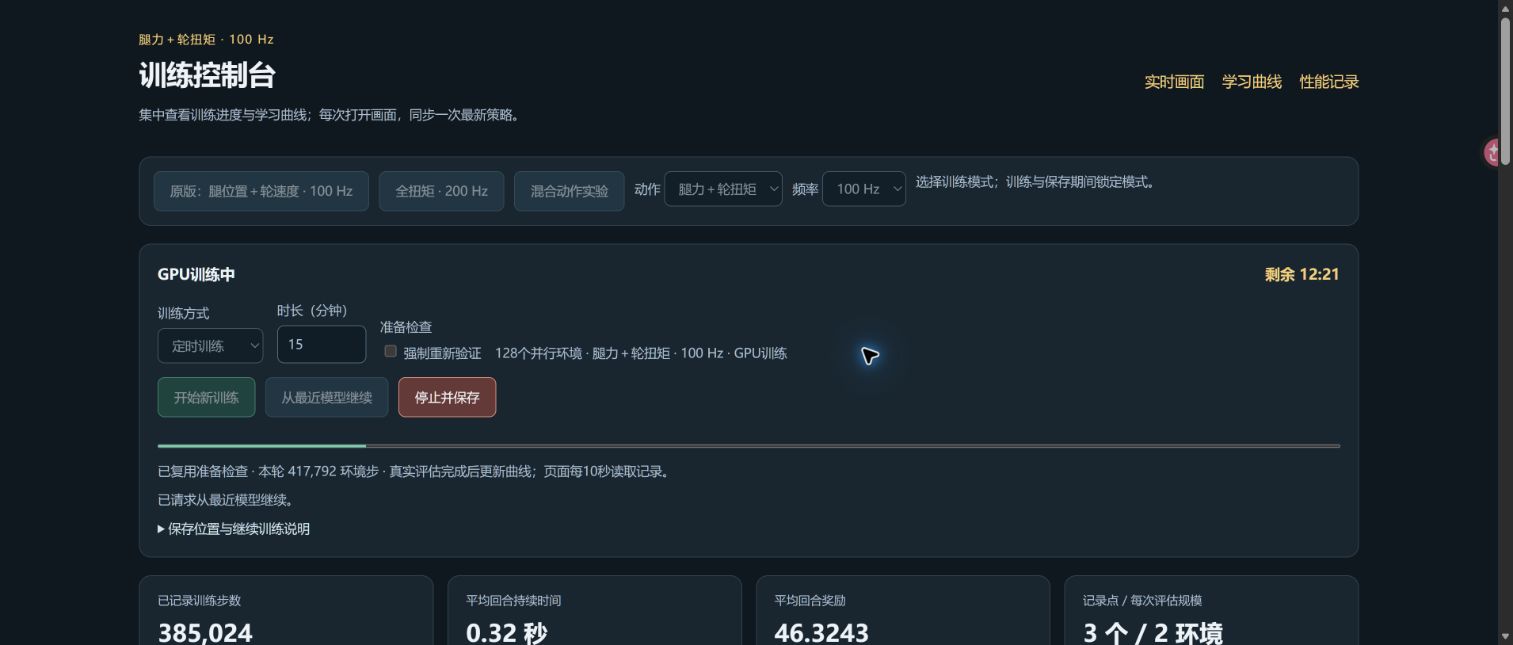 腿力 + 轮扭矩 · 100 Hz
训练控制台
实时画面 学习曲线 性能记录
集中查看训练进度与学习曲线；每次打开画面，同步一次最新策略。
原版：腿位置 + 轮速度 · 100 Hz 全扭矩 · 200 Hz 混合动作实验 动作 腿力 + 轮扭矩 频率 100 Hz 选择训练模式；训练与保存期间锁定模式。
GPU训练中 剩余 12:21
训练方式 时长（分钟） 准备检查
定时训练 15 强制重新验证 128个并行环境 · 腿力 + 轮扭矩 · 100 Hz · GPU训练
开始新训练 从最近模型继续 停止并保存
已复用准备检查 · 本轮 417,792 环境步 · 真实评估完成后更新曲线；页面每10秒读取记录。
已请求从最近模型继续。
保存位置与继续训练说明
已记录训练步数 平均回合持续时间 平均回合奖励 记录点 / 每次评估规模
385,024 0.32 秒 46.3243 3 个 / 2 环境